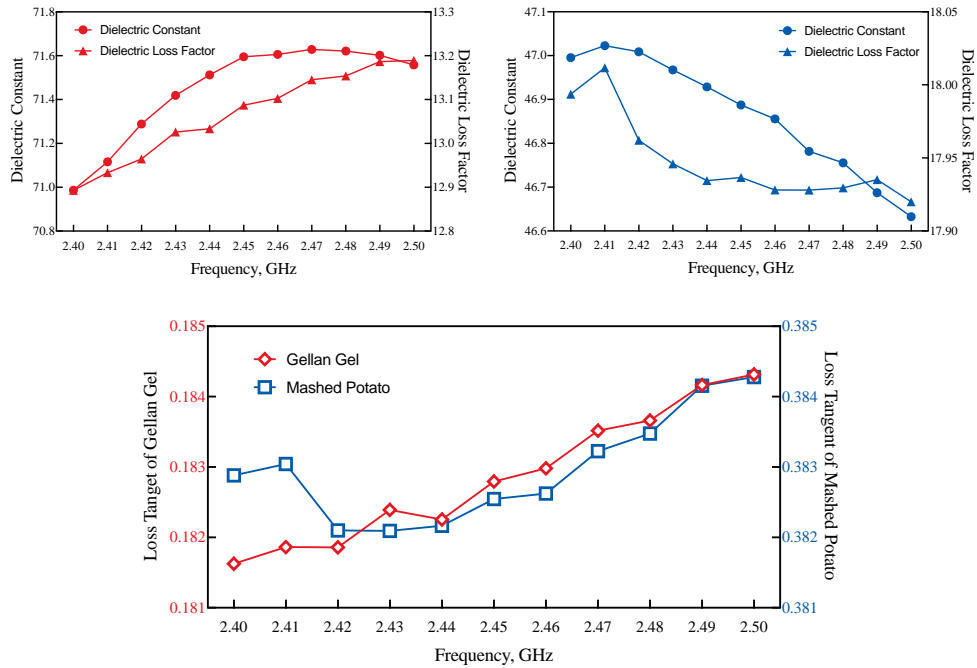 71.8
71.6
71.4
71.2
71.0
70.8
Dielectric Constant
Dielectric Constant
Dielectric Loss Factor
13.3
13.2
13.1
13.0
12.9
12.8
Dielectric
Loss Factor
2.40 2.41 2.42 2.43 2.44 2.45 2.46 2.47 2.48 2.49 2.50
Frequency, GHz
47.1
47.0
46.9
46.8
46.7
46.6
Dielectric Constant
Dielectric Constant
Dielectric Loss Factor
18.05
18.00
17.95
17.90
Dielectric
Loss Factor
2.40 2.41 2.42 2.43 2.44 2.45 2.46 2.47 2.48 2.49 2.50
Frequency, GHz
0.185
0.184
0.183
0.182
0.181
Loss Tanget of Gellan Gel
Gellan Gel
Mashed Potato
0.385
0.384
0.383
0.382
0.381
Loss Tangent of Mashed
Potato
2.40 2.41 2.42 2.43 2.44 2.45 2.46 2.47 2.48 2.49 2.50
Frequency, GHz